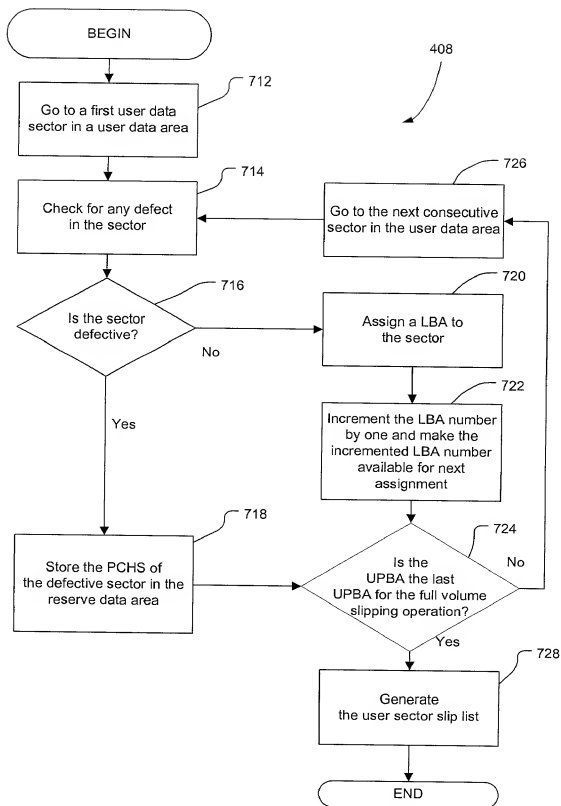 BEGIN
408
712
Go to a first user data
sector in a user data area
714
Check for any defect
in the sector
726
Go to the next consecutive
sector in the user data area
716
Is the sector
defective?
No
Yes
720
Assign a LBA to
the sector
722
Increment the LBA number
by one and make the
incremented LBA number
available for next
assignment
718
Store the PCHS of
the defective sector in the
reserve data area
724
Is the
UPBA the last
UPBA for the full volume
slipping operation?
No
Yes
728
Generate
the user sector slip list
END